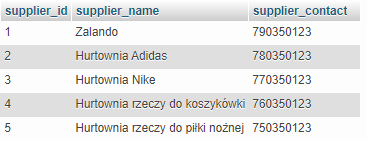 supplier_id supplier_name supplier_contact
1 Zalando 790350123
2 Hurtownia Adidas 780350123
3 Hurtownia Nike 770350123
4 Hurtownia rzeczy do koszykówki 760350123
5 Hurtownia rzeczy do piłki nożnej 750350123